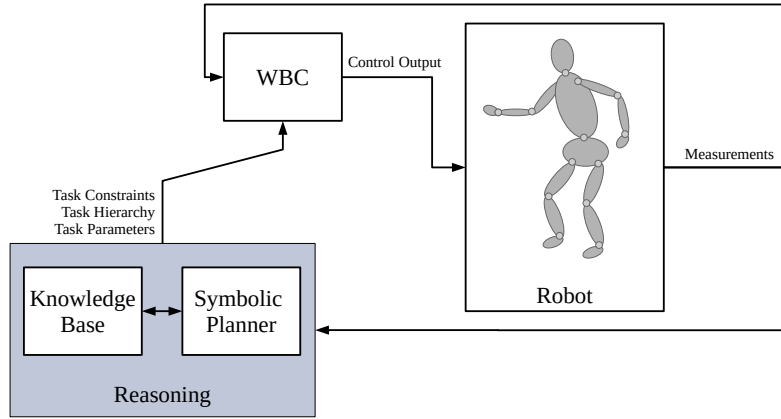 WBC
Control Output
Measurements
Task Constraints
Task Hierarchy
Task Parameters
Robot
Knowledge
Base
Symbolic
Planner
Reasoning